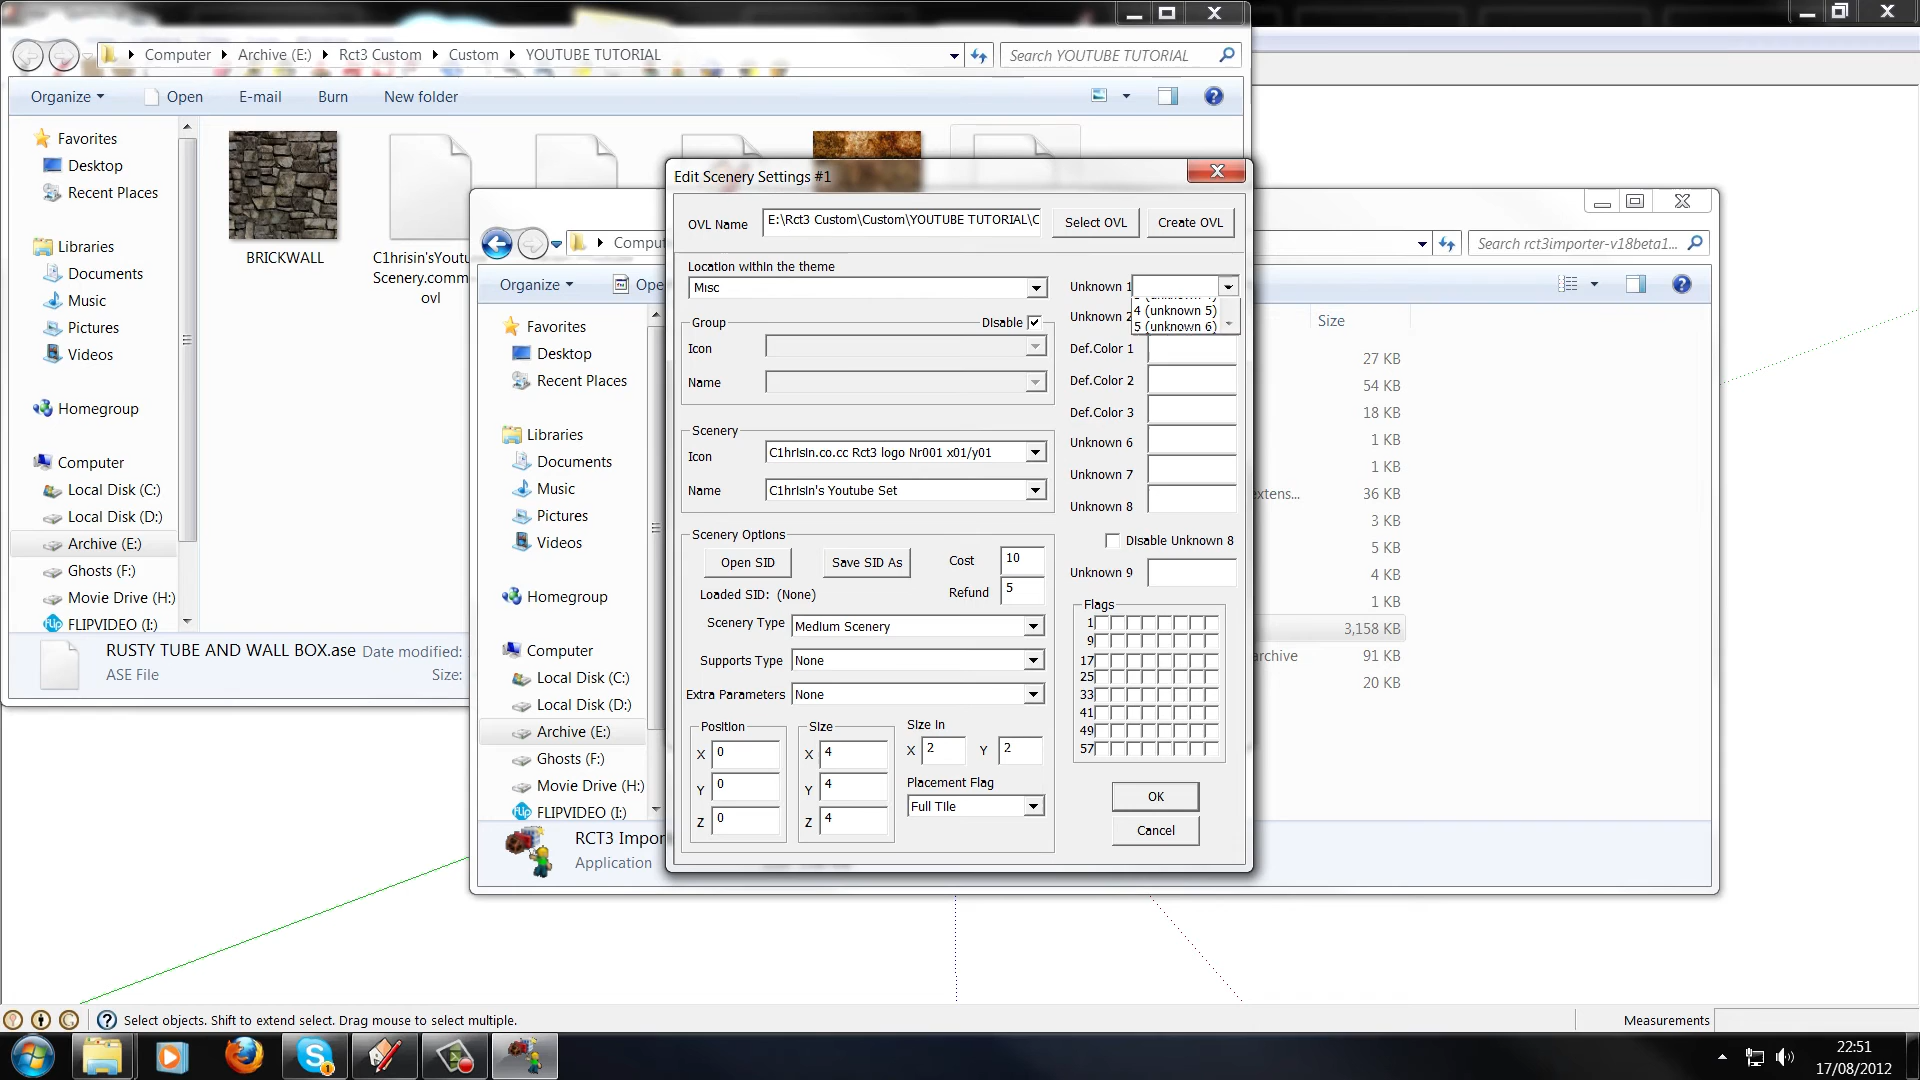 Computer
Archive (E:)
Rct3 Custom
Custom
YOUTUBE TUTORIAL
Search YOUTUBE TUTORIAL
Organize
Open
E-mail
Burn
New folder
Favorites
Desktop
Recent Places
Libraries
Documents
Music
Pictures
Videos
Homegroup
Computer
Local Disk (C:)
Local Disk (D:)
Archive (E:)
Ghosts (F:)
Movie Drive (H:)
FLIPVIDEO (I:)
BRICKWALL
C1hrisin'sYout
Scenery.comm
ovl
RUSTY TUBE AND WALL BOX.ase
Date modified:
ASE File
Size:
Comput
Search rct3importer-v18beta1...
Organize
Ope
Favorites
Desktop
Recent Places
Libraries
Documents
Music
Pictures
Videos
Homegroup
Computer
Local Disk (C:)
Local Disk (D:)
Archive (E:)
Ghosts (F:)
Movie Drive (H:)
FLIPVIDEO (I:)
Size
27 KB
54 KB
18 KB
1 KB
extens...
36 KB
3 KB
5 KB
4 KB
1 KB
3,158 KB
archive
91 KB
20 KB
RCT3 Impor
Application
Edit Scenery Settings #1
OVL Name
E:\Rct3 Custom\Custom\YOUTUBE TUTORIAL\C
Select OVL
Create OVL
Location within the theme
Misc
Group
Disable
Icon
Name
Scenery
Icon
C1hrisin.co.cc Rct3 logo Nr001 x01/y01
Name
C1hrisin's Youtube Set
Scenery Options
Open SID
Save SID As
Cost
10
Loaded SID: (None)
Refund
5
Scenery Type
Medium Scenery
Supports Type
None
Extra Parameters
None
Position
X 0
Y 0
Z 0
Size
X 4
Y 4
Z 4
Size In
X 2
Y 2
Placement Flag
Full Tile
Unknown 1
4 (unknown 5)
5 (unknown 6)
Unknown 2
Def.Color 1
Def.Color 2
Def.Color 3
Unknown 6
Unknown 7
Unknown 8
Disable Unknown 8
Unknown 9
Flags
1
9
17
25
33
41
49
57
OK
Cancel
Select objects. Shift to extend select. Drag mouse to select multiple.
Measurements
22:51
17/08/2012